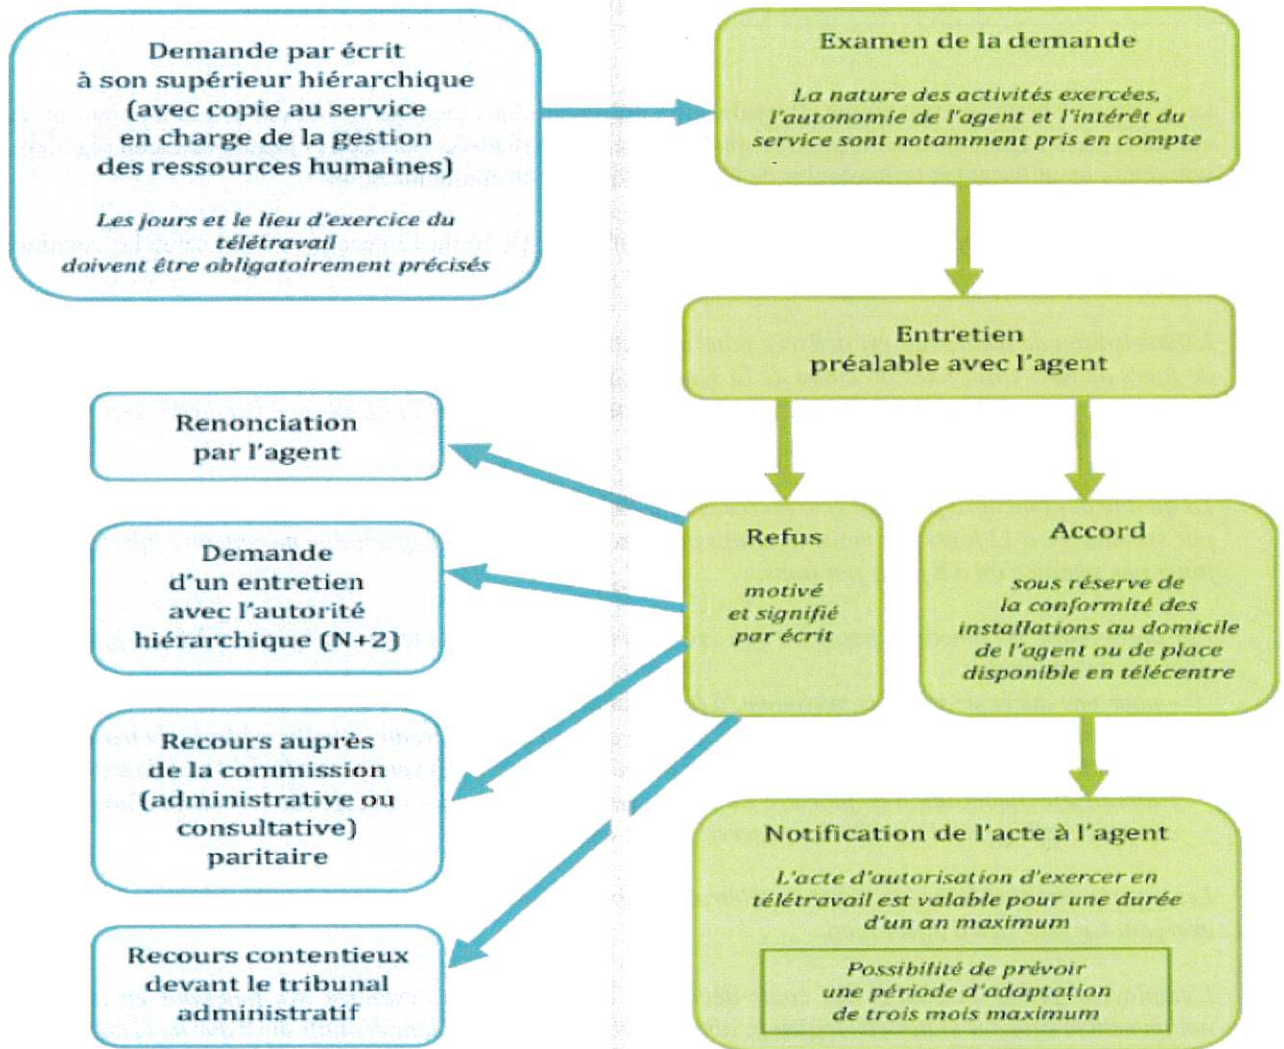 Demande par écrit
à son supérieur hiérarchique
(avec copie au service
en charge de la gestion
des ressources humaines)
Les jours et le lieu d'exercice du
télétravail
doivent être obligatoirement précisés
Examen de la demande
La nature des activités exercées,
l'autonomie de l'agent et l'intérêt du
service sont notamment pris en compte
Entretien
préalable avec l'agent
Renonciation
par l'agent
Demande
d'un entretien
avec l'autorité
hiérarchique (N+2)
Recours auprès
de la commission
(administrative ou
consultative)
paritaire
Recours contentieux
devant le tribunal
administratif
Refus
motivé
et signifié
par écrit
Accord
sous réserve de
la conformité des
installations au domicile
de l'agent ou de place
disponible en télécentre
Notification de l'acte à l'agent
L'acte d'autorisation d'exercer en
télétravail est valable pour une durée
d'un an maximum
Possibilité de prévoir
une période d'adaptation
de trois mois maximum